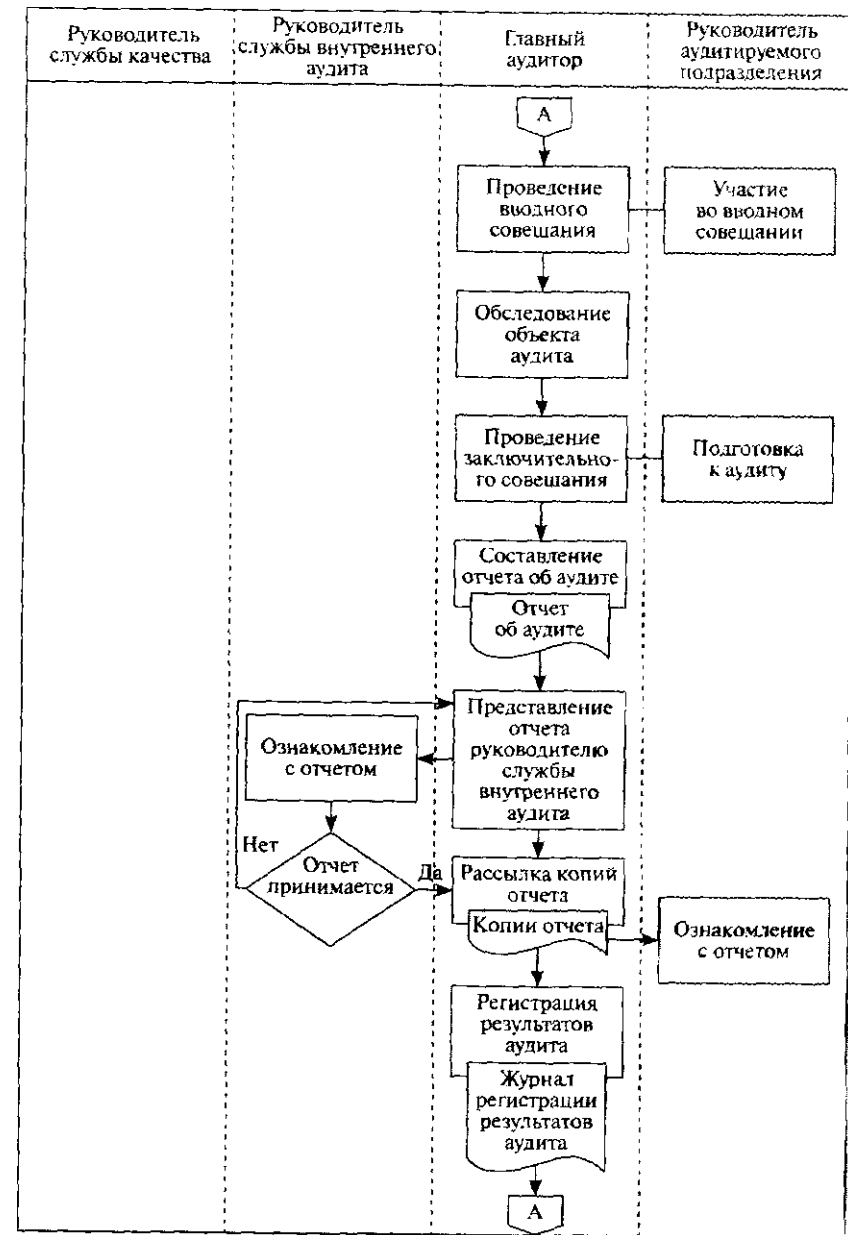 Руководитель
службы качества
Руководитель
службы внутреннего
аудита
Главный
аудитор
Руководитель
аудитируемого
подразделения
А
Проведение
вводного
совещания
Участие
во вводном
совещании
Обследование
объекта
аудита
Проведение
заключительно-
го совещания
Подготовка
к аудиту
Составление
отчета об аудите
Отчет
об аудите
Представление
отчета
руководителю
службы
внутреннего
аудита
Ознакомление
с отчетом
Нет
Отчет
принимается
Да
Рассылка копий
отчета
Копии отчета
Ознакомление
с отчетом
Регистрация
результатов
аудита
Журнал
регистрации
результатов
аудита
А